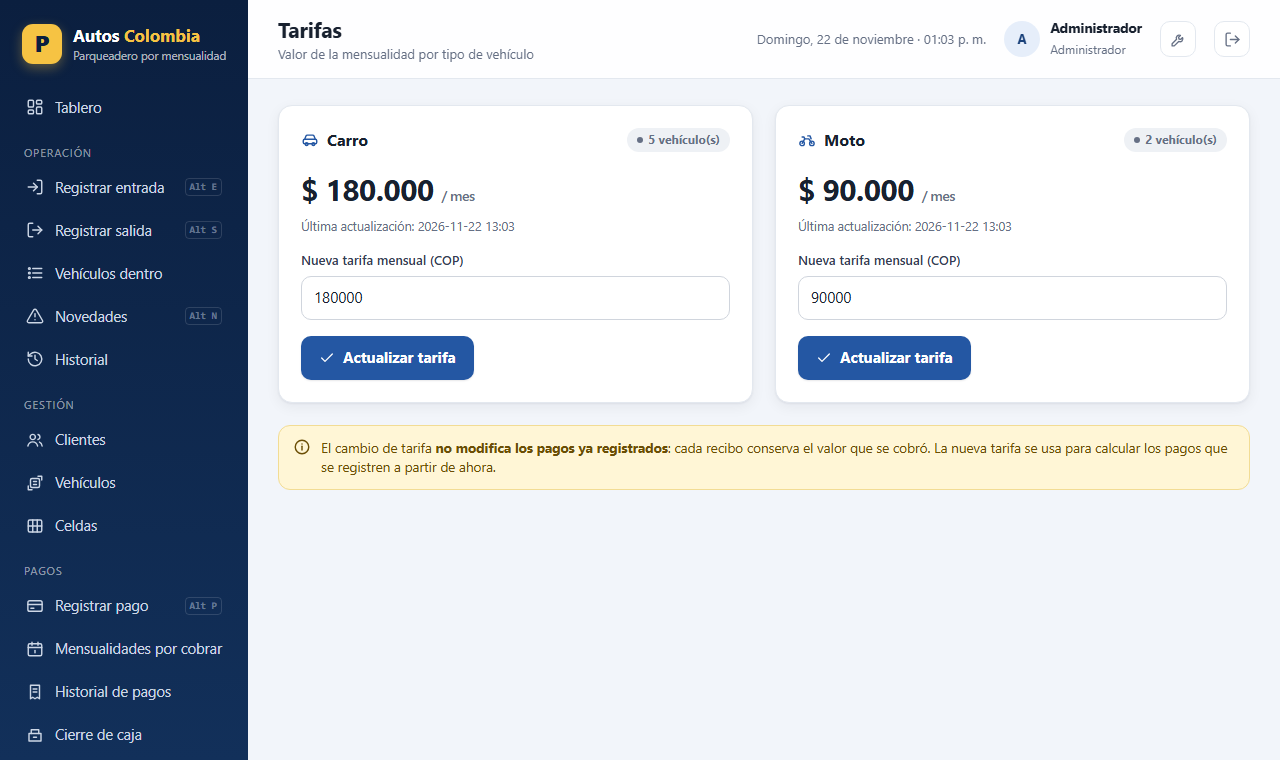 P
Autos Colombia
Parqueadero por mensualidad
Tablero
OPERACIÓN
Registrar entrada Alt E
Registrar salida Alt S
Vehículos dentro
Novedades Alt N
Historial
GESTIÓN
Clientes
Vehículos
Celdas
PAGOS
Registrar pago Alt P
Mensualidades por cobrar
Historial de pagos
Cierre de caja
Tarifas
Valor de la mensualidad por tipo de vehículo
Domingo, 22 de noviembre · 01:03 p. m.
A
Administrador
Administrador
Carro
5 vehículo(s)
$ 180.000 / mes
Última actualización: 2026-11-22 13:03
Nueva tarifa mensual (COP)
180000
Actualizar tarifa
Moto
2 vehículo(s)
$ 90.000 / mes
Última actualización: 2026-11-22 13:03
Nueva tarifa mensual (COP)
90000
Actualizar tarifa
El cambio de tarifa no modifica los pagos ya registrados: cada recibo conserva el valor que se cobró. La nueva tarifa se usa para calcular los pagos que
se registren a partir de ahora.